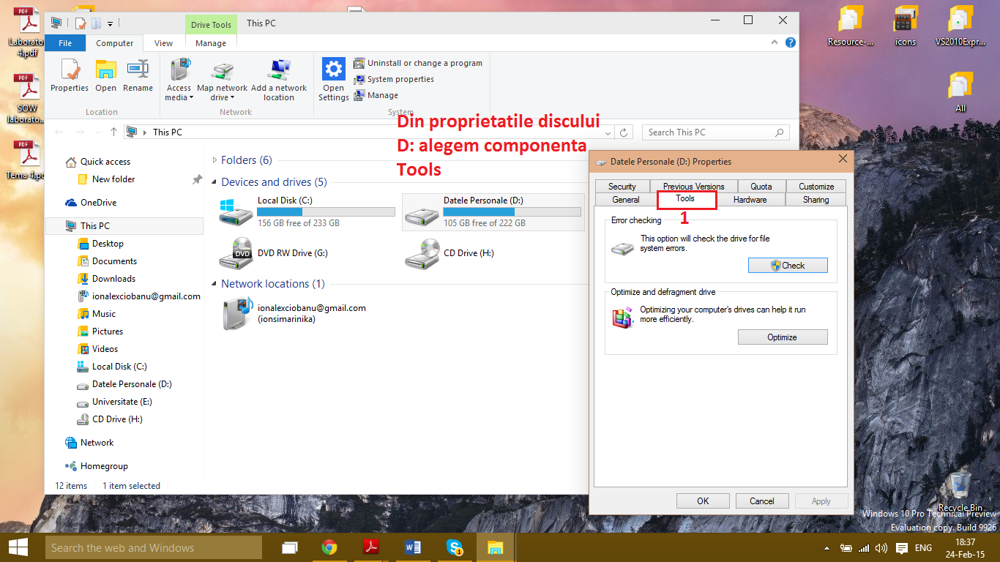 Laborato
4.pdf
SOW
laborato...
Tema 4.pd
Resource-...
icons
VS2010Expr...
All
Drive Tools
This PC
File
Computer
View
Manage
Properties
Open
Rename
Access
media
Map network
drive
Add a network
location
Open
Settings
Uninstall or change a program
System properties
Manage
Location
Network
System
This PC
Search This PC
Din proprietatile discului
D: alegem componenta
Tools
Quick access
New folder
OneDrive
This PC
Desktop
Documents
Downloads
ionalexciobanu@gmail.com
Music
Pictures
Videos
Local Disk (C:)
Datele Personale (D:)
Universitate (E:)
CD Drive (H:)
Network
Homegroup
Folders (6)
Devices and drives (5)
Local Disk (C:)
156 GB free of 233 GB
Datele Personale (D:)
105 GB free of 222 GB
DVD
DVD RW Drive (G:)
CD Drive (H:)
Network locations (1)
ionalexciobanu@gmail.com
(ionsimarinika)
12 items
1 item selected
Datele Personale (D:) Properties
Security
Previous Versions
Quota
Customize
General
Tools
Hardware
Sharing
1
Error checking
This option will check the drive for file
system errors.
Check
Optimize and defragment drive
Optimizing your computer's drives can help it run
more efficiently.
Optimize
OK
Cancel
Apply
Recycle Bin
Windows 10 Pro Technical Preview
Evaluation copy. Build 9926
Search the web and Windows
ENG
18:37
24-Feb-15